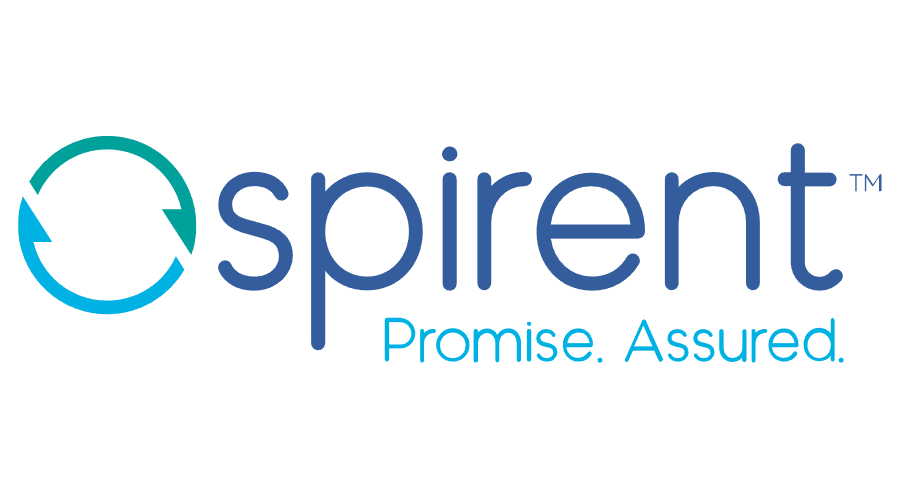 spirent™
Promise. Assured.